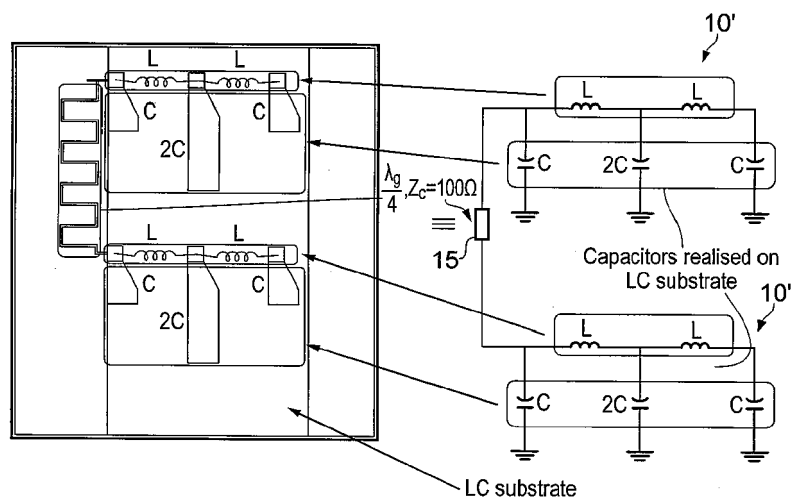 10'
L L
L L
C C
2C
C 2C C
λg/4, Zc=100Ω
≡
15
Capacitors realised on
LC substrate
L L
C C
2C
10'
L L
C 2C C
LC substrate